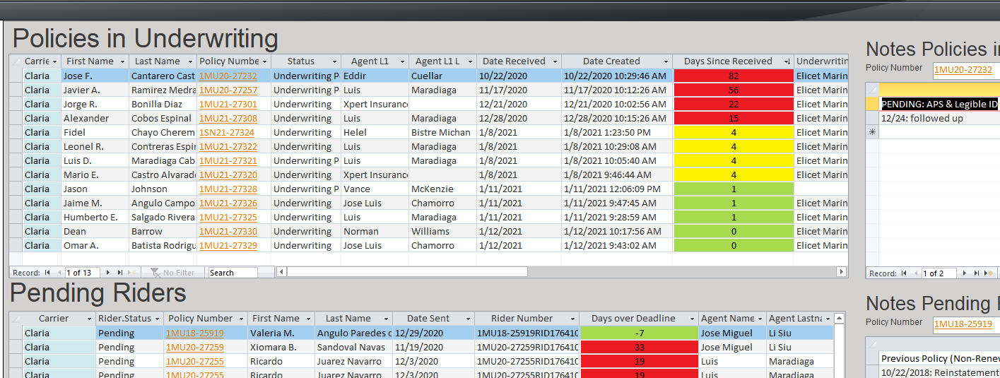 Policies in Underwriting
Carrie First Name Last Name Policy Numbe Status Agent L1 Agent L1 L Date Received Date Created Days Since Received Underwritin
Claria Jose F. Cantarero Cast 1MU20-27232 Underwriting P Eddir Cuellar 10/22/2020 10/22/2020 10:29:46 AM 82 Elicet Marin
Claria Javier A. Ramirez Medra 1MU20-27257 Underwriting P Luis Maradiaga 11/17/2020 11/17/2020 10:12:26 AM 56 Elicet Marin
Claria Jorge R. Bonilla Diaz 1MU21-27301 Underwriting Xpert Insurance 12/21/2020 12/21/2020 10:02:56 AM 22 Elicet Marin
Claria Alexander Cobos Espinal 1MU21-27308 Underwriting P Luis Maradiaga 12/28/2020 12/28/2020 10:15:26 AM 15 Elicet Marin
Claria Fidel Chayo Cherem 1SN21-27324 Underwriting Helel Bistre Michan 1/8/2021 1/8/2021 1:23:50 PM 4 Elicet Marin
Claria Leonel R. Contreras Espin 1MU21-27322 Underwriting P Luis Maradiaga 1/8/2021 1/8/2021 10:29:08 AM 4 Elicet Marin
Claria Luis D. Maradiaga Cab 1MU21-27321 Underwriting P Luis Maradiaga 1/8/2021 1/8/2021 10:05:40 AM 4 Elicet Marin
Claria Mario E. Castro Alvarado 1MU21-27320 Underwriting Xpert Insurance 1/8/2021 1/8/2021 9:46:44 AM 4 Elicet Marin
Claria Jason Johnson 1MU21-27328 Underwriting P Vance McKenzie 1/11/2021 1/11/2021 12:06:09 PM 1
Claria Jaime M. Angulo Campo 1MU21-27326 Underwriting Jose Luis Chamorro 1/11/2021 1/11/2021 9:47:45 AM 1 Elicet Marin
Claria Humberto E. Salgado Rivera 1MU21-27325 Underwriting P Luis Maradiaga 1/11/2021 1/11/2021 9:28:59 AM 1 Elicet Marin
Claria Dean Barrow 1MU21-27330 Underwriting Norman Williams 1/12/2021 1/12/2021 10:17:56 AM 0 Elicet Marin
Claria Omar A. Batista Rodrigu 1MU21-27329 Underwriting Jose Luis Chamorro 1/12/2021 1/12/2021 9:43:02 AM 0 Elicet Marin
Record: 1 of 13 No Filter Search
Notes Policies i
Policy Number 1MU20-27232
PENDING: APS & Legible ID
12/24: followed up
Record: 1 of 2
Pending Riders
Carrier Rider.Status Policy Number First Name Last Name Date Sent Rider Number Days over Deadline Agent Name Agent Lastna
Claria Pending 1MU18-25919 Valeria M. Angulo Paredes d 12/29/2020 1MU18-25919RID176410 -7 Jose Miguel Li Siu
Claria Pending 1MU20-27259 Xiomara B. Sandoval Navas 11/19/2020 1MU20-27259RID176410 33 Jose Miguel Li Siu
Claria Pending 1MU20-27255 Ricardo Juarez Navarro 12/3/2020 1MU20-27255RID176410 19 Luis Maradiaga
Claria Pending 1MU20-27255 Ricardo Juarez Navarro 12/3/2020 1MU20-27255RID176410 19 Luis Maradiaga
Notes Pending
Policy Number 1MU18-25919
Previous Policy (Non-Renew
10/22/2018: Reinstatement